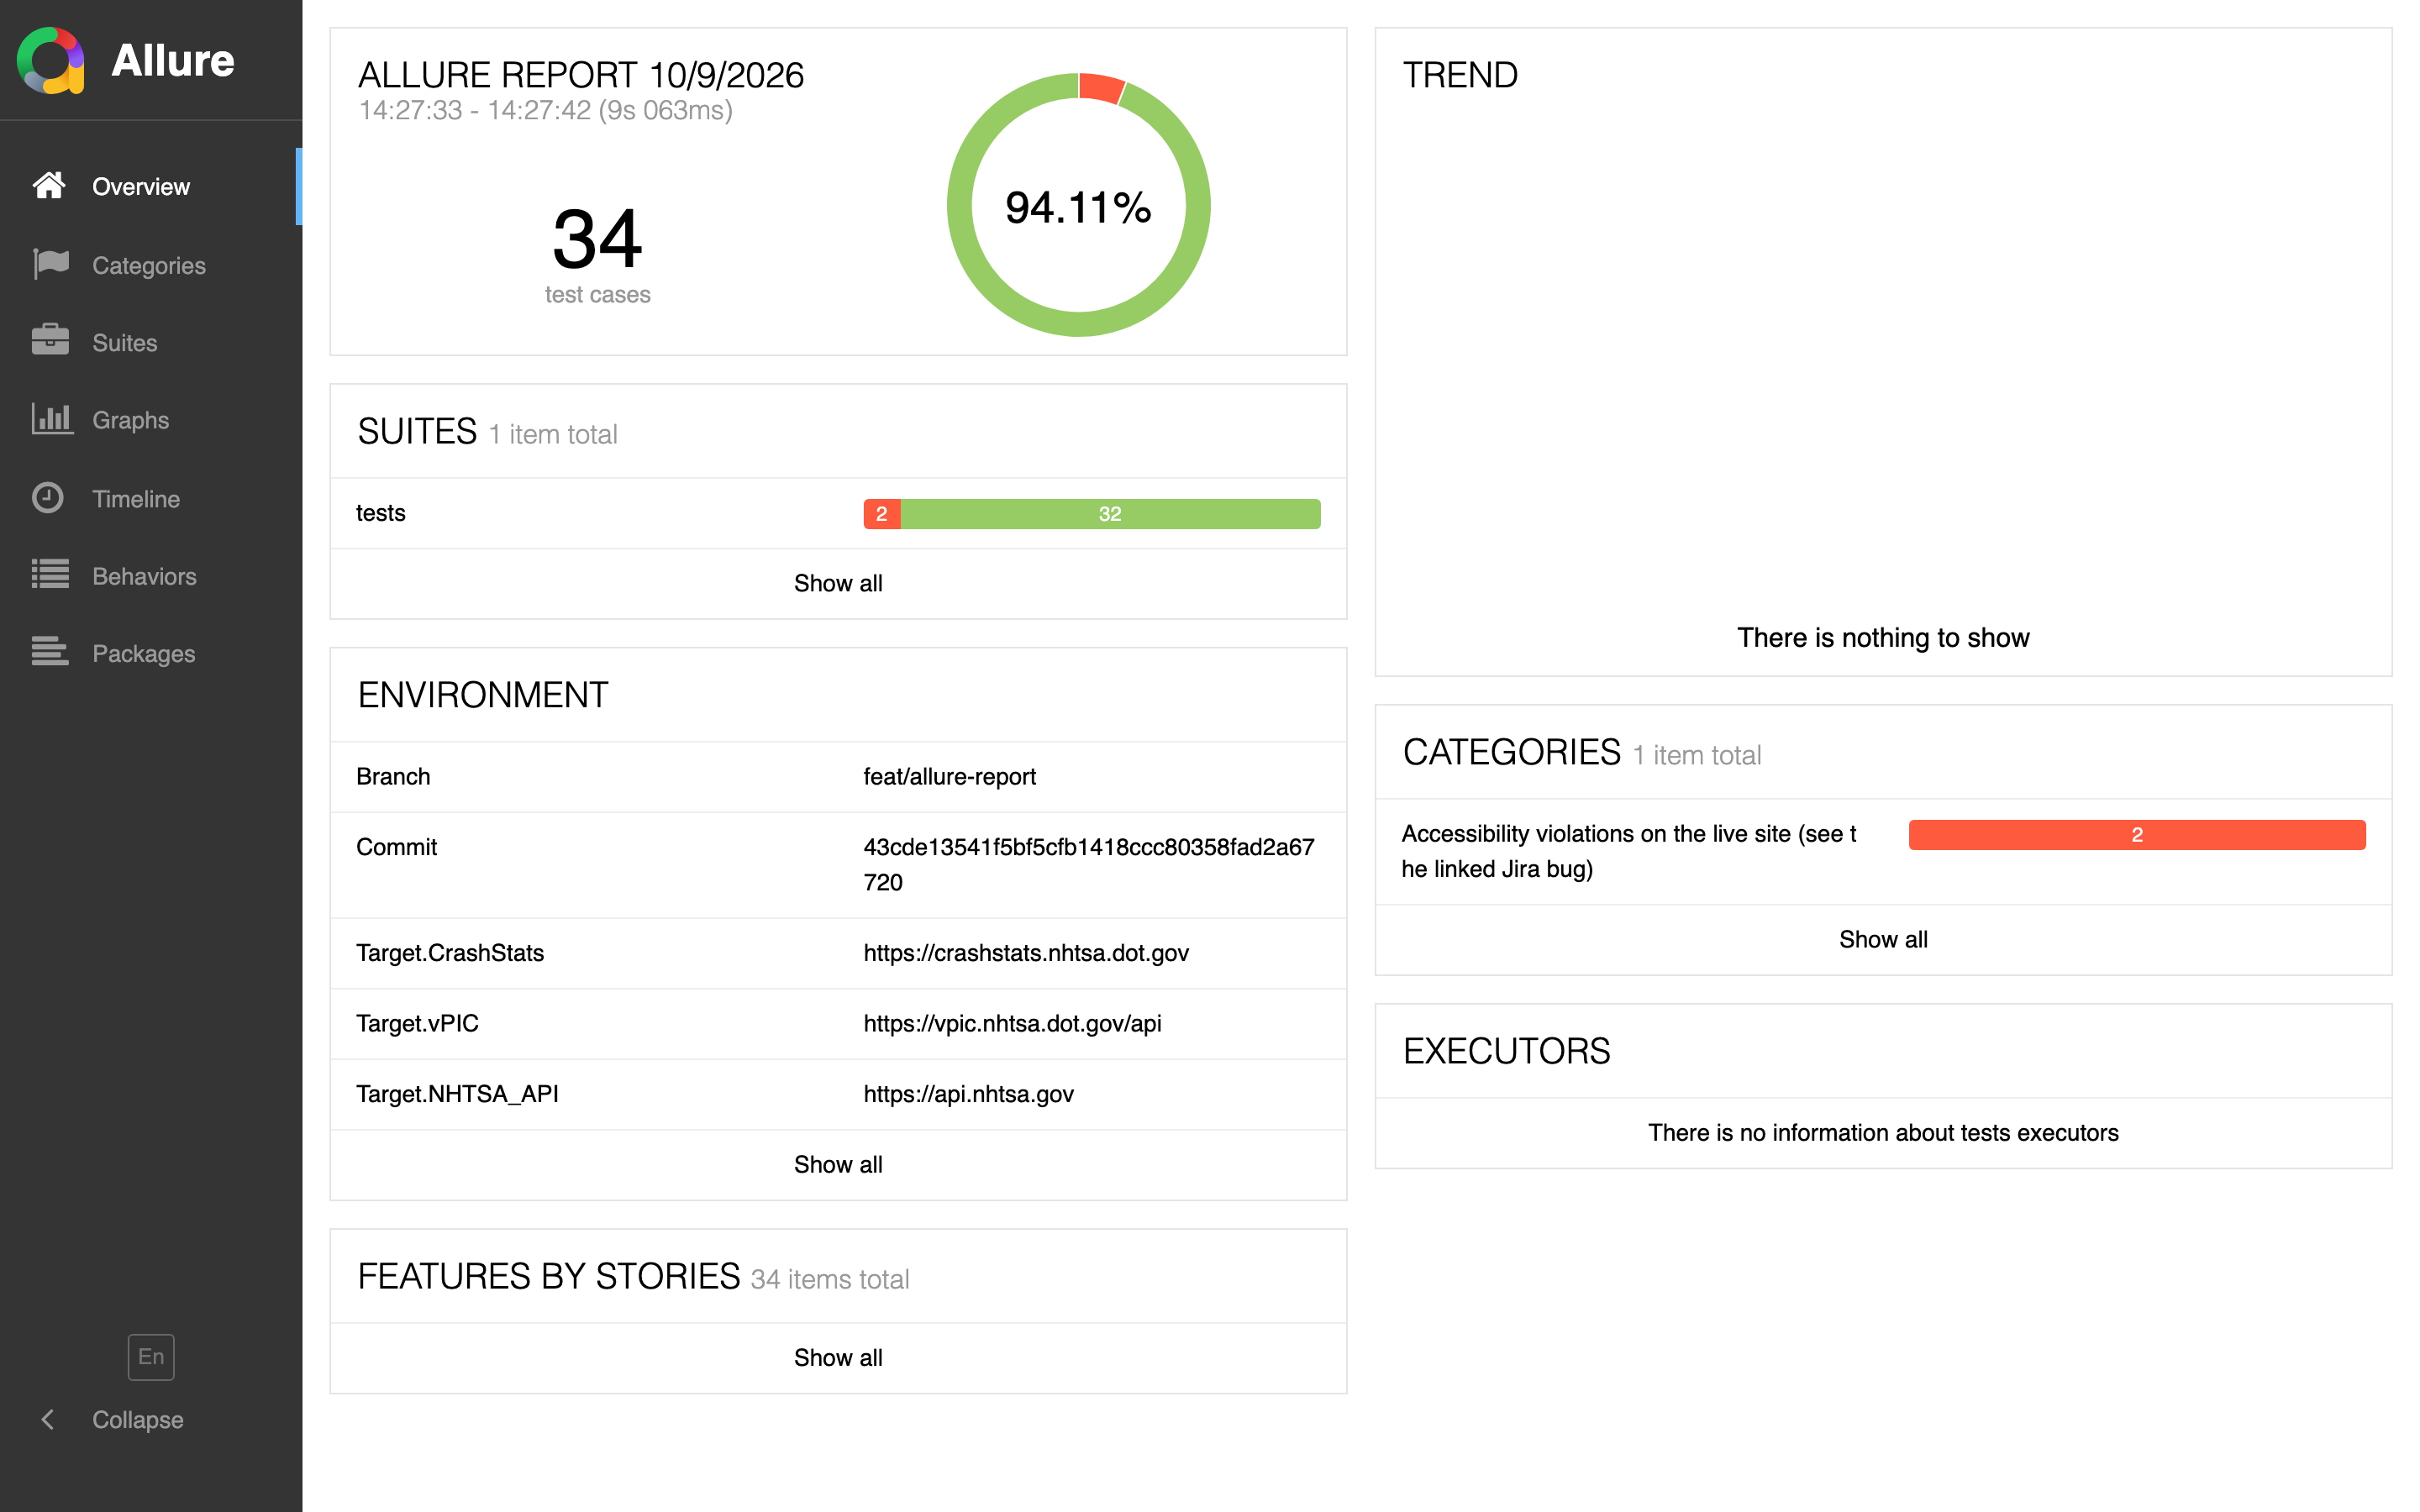 Allure
Overview
Categories
Suites
Graphs
Timeline
Behaviors
Packages
En
Collapse
ALLURE REPORT 10/9/2026
14:27:33 - 14:27:42 (9s 063ms)
34
test cases
94.11%
SUITES 1 item total
tests 2 32
Show all
ENVIRONMENT
Branch feat/allure-report
Commit 43cde13541f5bf5cfb1418ccc80358fad2a67
720
Target.CrashStats https://crashstats.nhtsa.dot.gov
Target.vPIC https://vpic.nhtsa.dot.gov/api
Target.NHTSA_API https://api.nhtsa.gov
Show all
FEATURES BY STORIES 34 items total
Show all
TREND
There is nothing to show
CATEGORIES 1 item total
Accessibility violations on the live site (see t 2
he linked Jira bug)
Show all
EXECUTORS
There is no information about tests executors